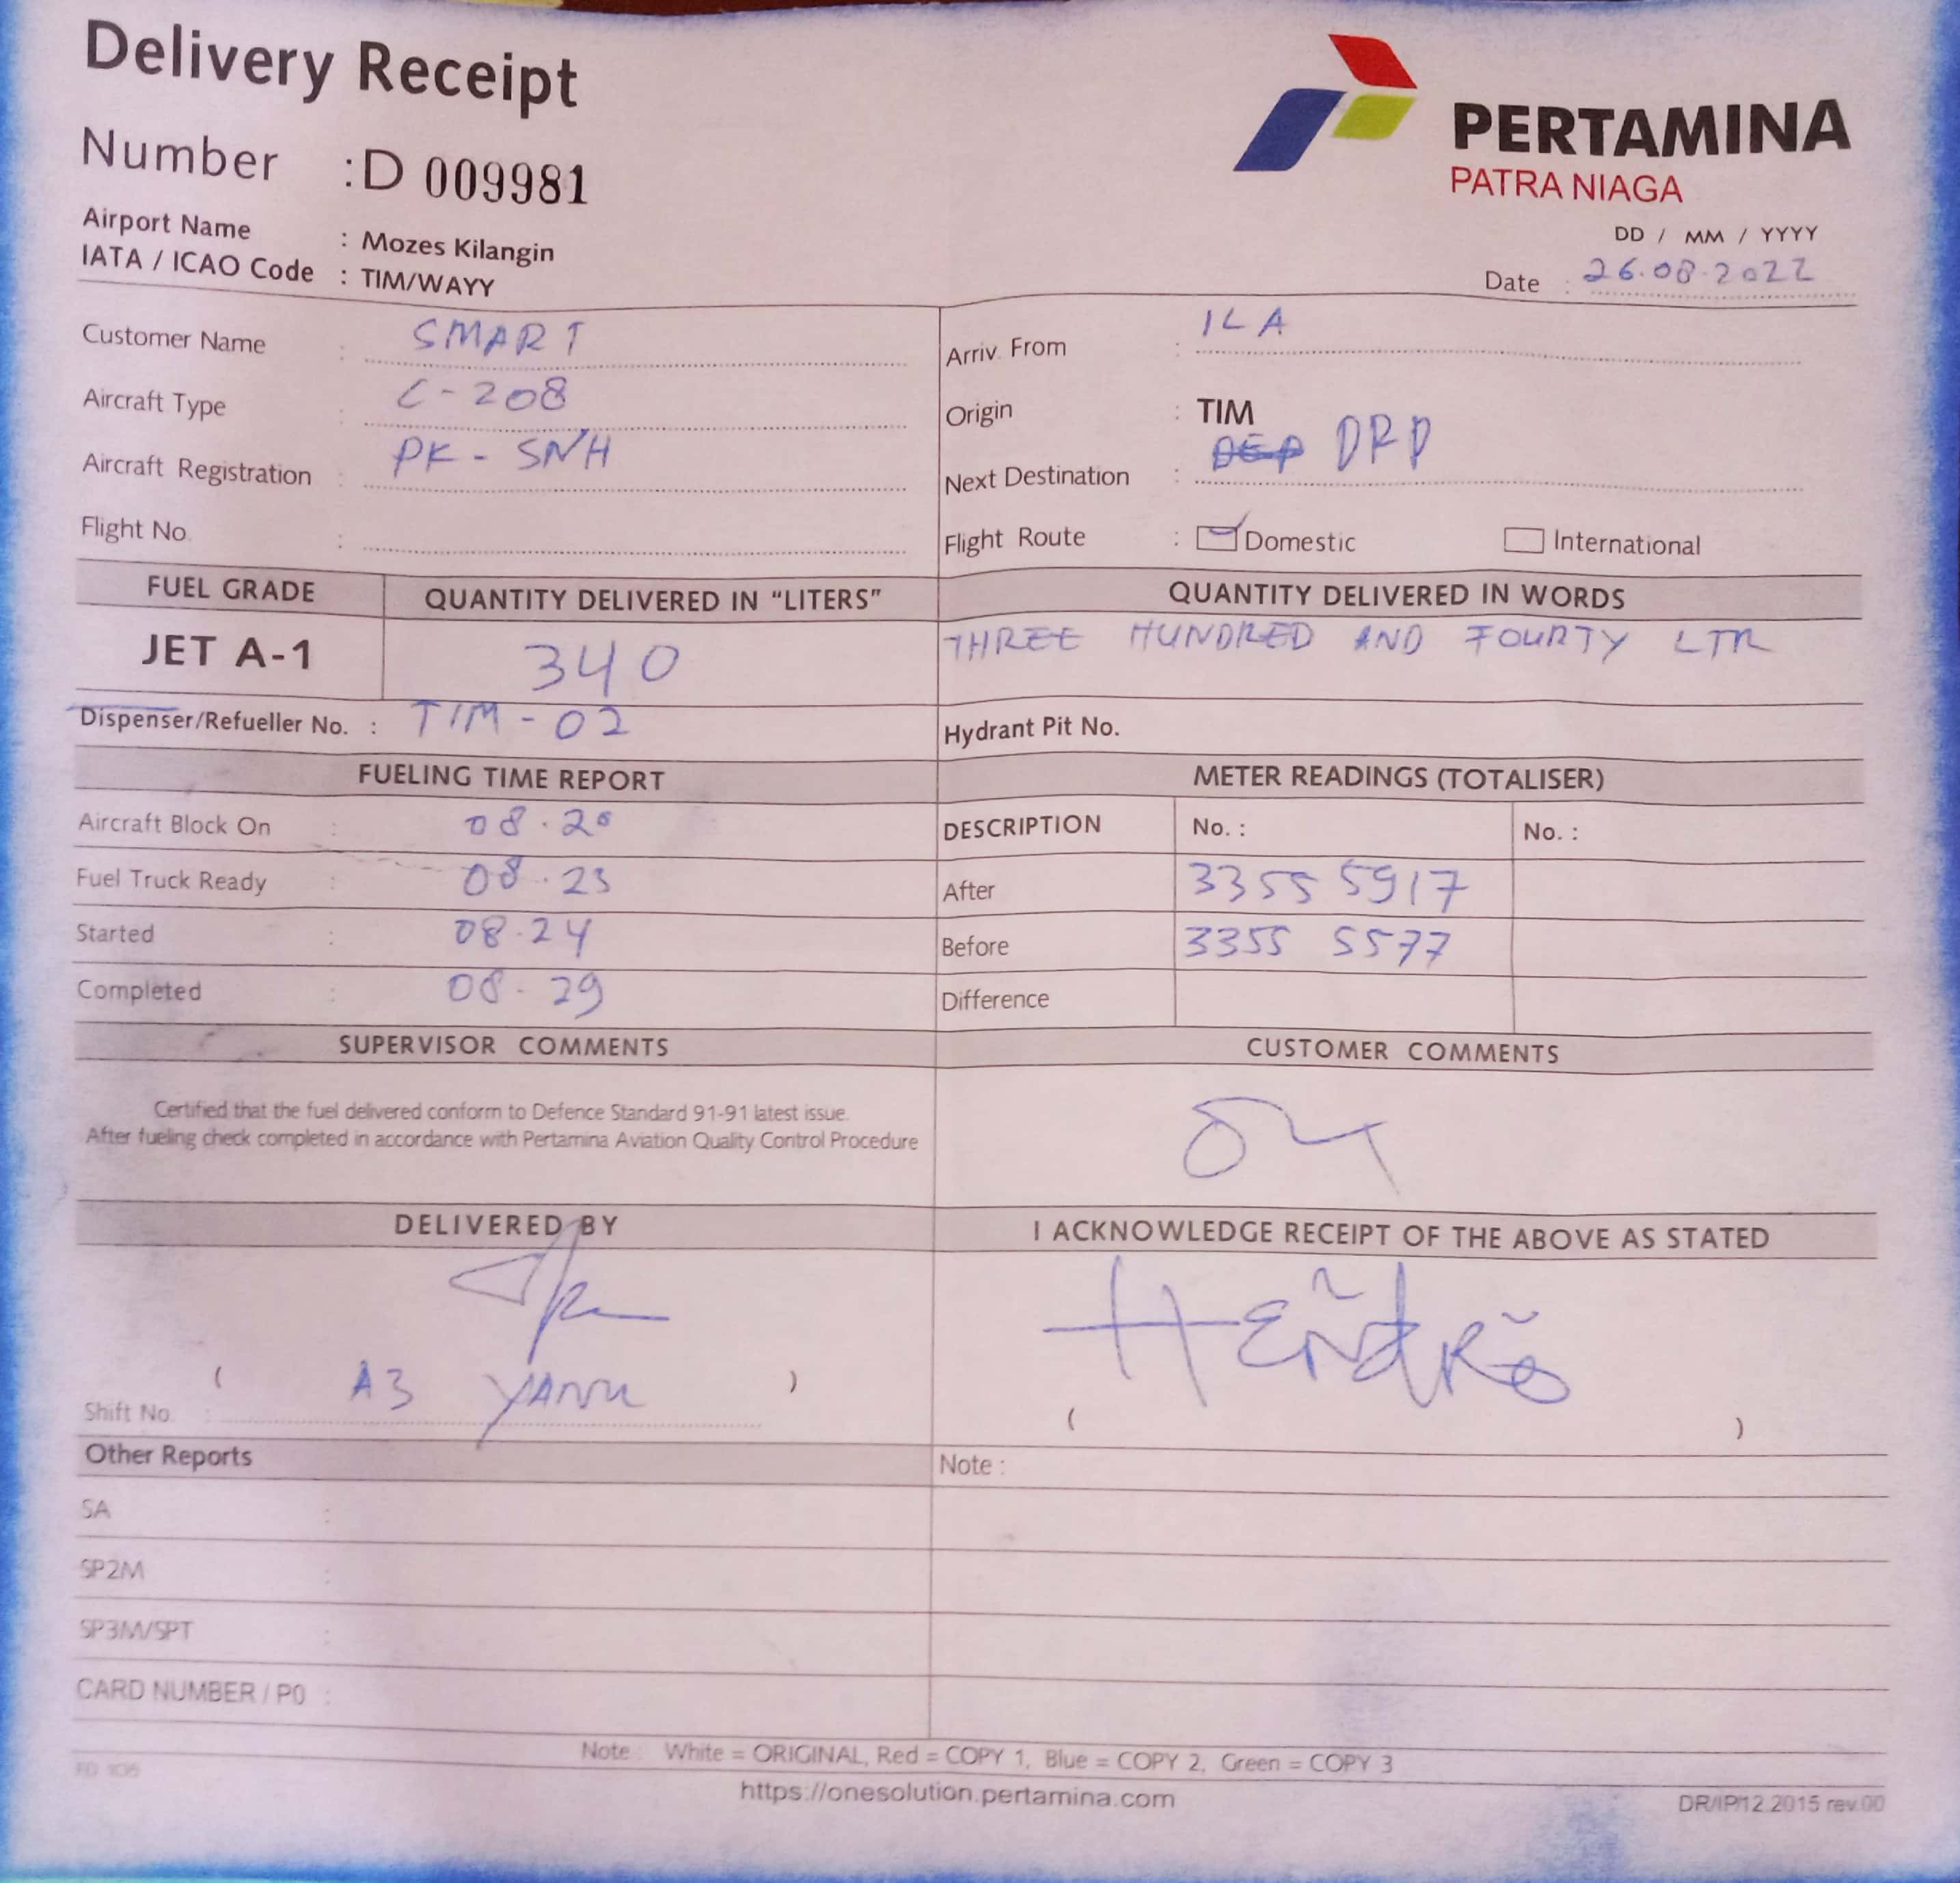 Delivery Receipt
PERTAMINA
PATRA NIAGA
Number : D 009981
Airport Name : Mozes Kilangin
IATA / ICAO Code : TIM/WAYY
DD / MM / YYYY
Date : 26.08.2022
Customer Name : SMART
Arriv. From : ILA
Aircraft Type : C-208
Origin : TIM
Aircraft Registration : PK-SNH
Next Destination : DEP DRP
Flight No. :
Flight Route : Domestic International
FUEL GRADE QUANTITY DELIVERED IN "LITERS" QUANTITY DELIVERED IN WORDS
JET A-1 340 THREE HUNDRED AND FOURTY LTR
Dispenser/Refueller No. : TIM-02 Hydrant Pit No.
FUELING TIME REPORT METER READINGS (TOTALISER)
Aircraft Block On : 08.20 DESCRIPTION No. : No. :
Fuel Truck Ready : 08.23 After 3355 5917
Started : 08.24 Before 3355 5577
Completed : 08.29 Difference
SUPERVISOR COMMENTS CUSTOMER COMMENTS
Certified that the fuel delivered conform to Defence Standard 91-91 latest issue.
After fueling check completed in accordance with Pertamina Aviation Quality Control Procedure
DELIVERED BY I ACKNOWLEDGE RECEIPT OF THE ABOVE AS STATED
( A3 )
Shift No. :
( )
Other Reports Note :
SA :
SP2M :
SP3M/SPT :
CARD NUMBER / PO :
Note : White = ORIGINAL, Red = COPY 1, Blue = COPY 2, Green = COPY 3
https://onesolution.pertamina.com
DR/IP/12.2015 rev.00